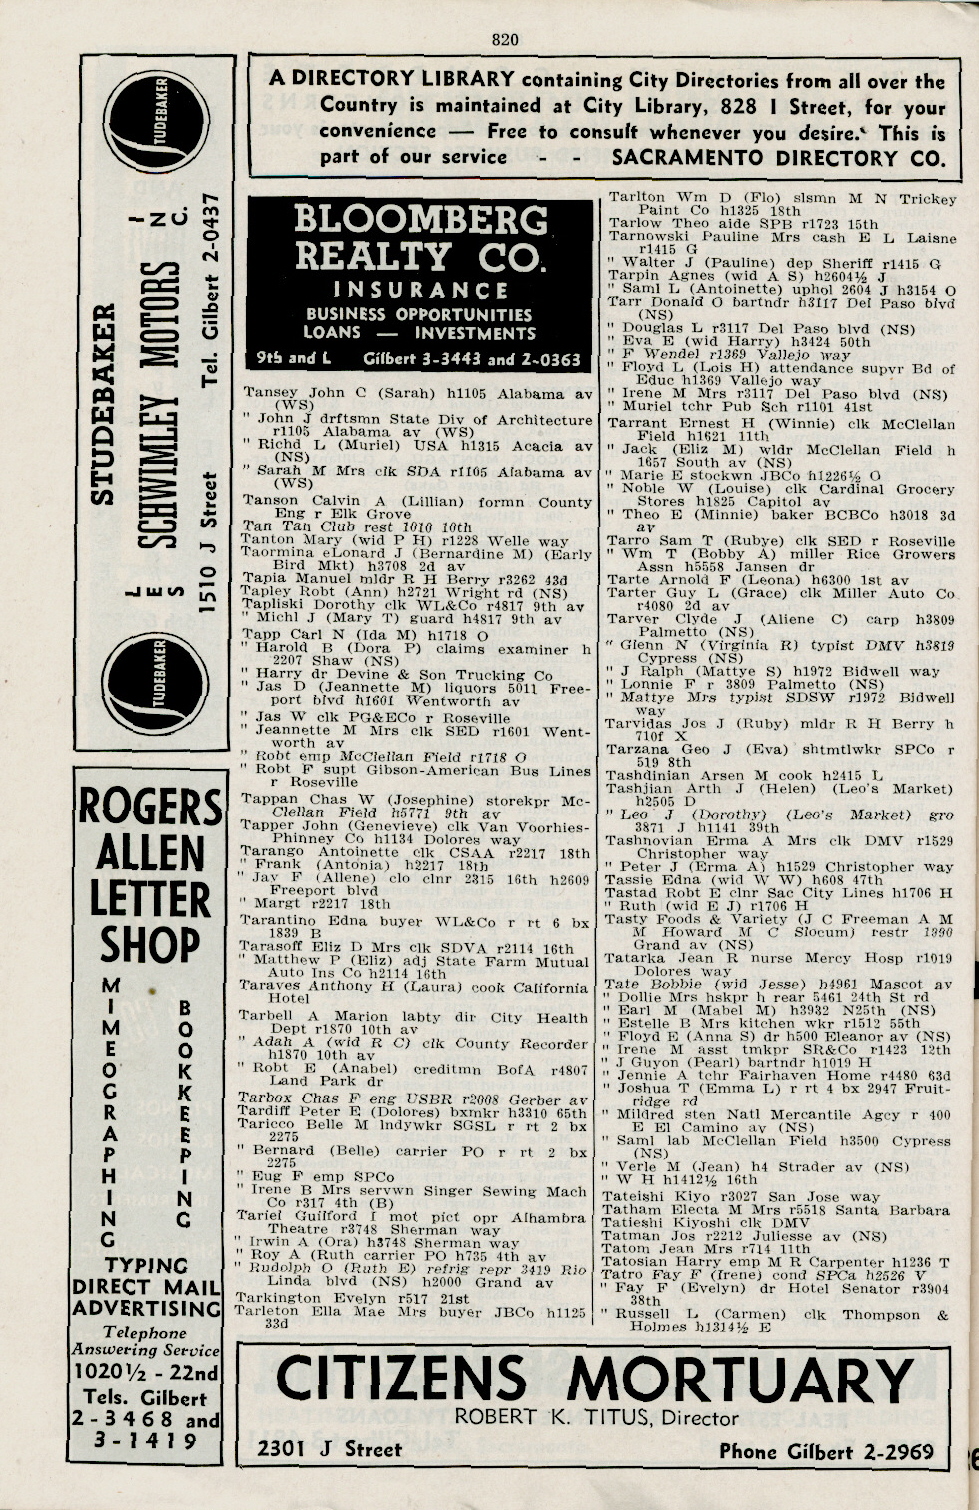 820
A DIRECTORY LIBRARY containing City Directories from all over the
Country is maintained at City Library, 828 I Street, for your
convenience — Free to consult whenever you desire. This is
part of our service - - SACRAMENTO DIRECTORY CO.
STUDEBAKER
STUDEBAKER
LES SCHWIMLEY MOTORS INC.
1510 J Street Tel. Gilbert 2-0437
STUDEBAKER
ROGERS
ALLEN
LETTER
SHOP
MIMEOGRAPHING
BOOKKEEPING
TYPING
DIRECT MAIL
ADVERTISING
Telephone
Answering Service
1020½ - 22nd
Tels. Gilbert
2-3468 and
3-1419
BLOOMBERG
REALTY CO.
INSURANCE
BUSINESS OPPORTUNITIES
LOANS — INVESTMENTS
9th and L Gilbert 3-3443 and 2-0363
Tansey John C (Sarah) h1105 Alabama av
(WS)
" John J drftsmn State Div of Architecture
r1105 Alabama av (WS)
" Richd L (Muriel) USA h1315 Acacia av
(NS)
" Sarah M Mrs clk SDA r1105 Alabama av
(WS)
Tanson Calvin A (Lillian) formn County
Eng r Elk Grove
Tan Tan Club rest 1010 10th
Tanton Mary (wid P H) r1228 Welle way
Taormina eLonard J (Bernardine M) (Early
Bird Mkt) h3708 2d av
Tapia Manuel mldr R H Berry r3262 43d
Tapley Robt (Ann) h2721 Wright rd (NS)
Tapliski Dorothy clk WL&Co r4817 9th av
" Michl J (Mary T) guard h4817 9th av
Tapp Carl N (Ida M) h1718 O
" Harold B (Dora P) claims examiner h
2207 Shaw (NS)
" Harry dr Devine & Son Trucking Co
" Jas D (Jeannette M) liquors 5011 Free-
port blvd h1601 Wentworth av
" Jas W clk PG&ECo r Roseville
" Jeannette M Mrs clk SED r1601 Went-
worth av
" Robt emp McClellan Field r1718 O
" Robt F supt Gibson-American Bus Lines
r Roseville
Tappan Chas W (Josephine) storekpr Mc-
Clellan Field h5771 9th av
Tapper John (Genevieve) clk Van Voorhies-
Phinney Co h1134 Dolores way
Tarango Antoinette clk CSAA r2217 18th
" Frank (Antonia) h2217 18th
" Jav F (Allene) clo clnr 2315 16th h2609
Freeport blvd
" Margt r2217 18th
Tarantino Edna buyer WL&Co r rt 6 bx
1839 B
Tarasoff Eliz D Mrs clk SDVA r2114 16th
" Matthew P (Eliz) adj State Farm Mutual
Auto Ins Co h2114 16th
Taraves Anthony H (Laura) cook California
Hotel
Tarbell A Marion labty dir City Health
Dept r1870 10th av
" Adah A (wid R C) clk County Recorder
h1870 10th av
" Robt E (Anabel) creditmn BofA r4807
Land Park dr
Tarbox Chas F eng USBR r2008 Gerber av
Tardiff Peter E (Dolores) bxmkr h3310 65th
Taricco Belle M lndywkr SGSL r rt 2 bx
2275
" Bernard (Belle) carrier PO r rt 2 bx
2275
" Eug F emp SPCo
" Irene B Mrs servwn Singer Sewing Mach
Co r317 4th (B)
Tariel Guilford I mot pict opr Alhambra
Theatre r3748 Sherman way
" Irwin A (Ora) h3748 Sherman way
" Roy A (Ruth carrier PO h735 4th av
" Rudolph O (Ruth E) refrig repr 3419 Rio
Linda blvd (NS) h2000 Grand av
Tarkington Evelyn r517 21st
Tarleton Ella Mae Mrs buyer JBCo h1125
33d
Tarlton Wm D (Flo) slsmn M N Trickey
Paint Co h1325 18th
Tarlow Theo aide SPB r1723 15th
Tarnowski Pauline Mrs cash E L Laisne
r1415 G
" Walter J (Pauline) dep Sheriff r1415 G
Tarpin Agnes (wid A S) h2604½ J
" Saml L (Antoinette) uphol 2604 J h3154 O
Tarr Donald O bartndr h3117 Del Paso blvd
(NS)
" Douglas L r3117 Del Paso blvd (NS)
" Eva E (wid Harry) h3424 50th
" F Wendel r1369 Vallejo way
" Floyd L (Lois H) attendance supvr Bd of
Educ h1369 Vallejo way
" Irene M Mrs r3117 Del Paso blvd (NS)
" Muriel tchr Pub Sch r1101 41st
Tarrant Ernest H (Winnie) clk McClellan
Field h1621 11th
" Jack (Eliz M) wldr McClellan Field h
1657 South av (NS)
" Marie E stockwn JBCo h1226½ O
" Noble W (Louise) clk Cardinal Grocery
Stores h1825 Capitol av
" Theo E (Minnie) baker BCBCo h3018 3d
av
Tarro Sam T (Rubye) clk SED r Roseville
" Wm T (Bobby A) miller Rice Growers
Assn h5558 Jansen dr
Tarte Arnold F (Leona) h6300 1st av
Tarter Guy L (Grace) clk Miller Auto Co
r4080 2d av
Tarver Clyde J (Aliene C) carp h3809
Palmetto (NS)
" Glenn N (Virginia R) typist DMV h3819
Cypress (NS)
" J Ralph (Mattye S) h1972 Bidwell way
" Lonnie F r 3809 Palmetto (NS)
" Mattye Mrs typist SDSW r1972 Bidwell
way
Tarvidas Jos J (Ruby) mldr R H Berry h
710f X
Tarzana Geo J (Eva) shtmtlwkr SPCo r
519 8th
Tashdinian Arsen M cook h2415 L
Tashjian Arth J (Helen) (Leo's Market)
h2505 D
" Leo J (Dorothy) (Leo's Market) gro
3871 J h1141 39th
Tashnovian Erma A Mrs clk DMV r1529
Christopher way
" Peter J (Erma A) h1529 Christopher way
Tassie Edna (wid W W) h608 47th
Tastad Robt E clnr Sac City Lines h1706 H
" Ruth (wid E J) r1706 H
Tasty Foods & Variety (J C Freeman A M
M Howard M C Slocum) restr 1990
Grand av (NS)
Tatarka Jean R nurse Mercy Hosp r1019
Dolores way
Tate Bobbie (wid Jesse) h4961 Mascot av
" Dollie Mrs hskpr h rear 5461 24th St rd
" Earl M (Mabel M) h3932 N25th (NS)
" Estelle B Mrs kitchen wkr r1512 55th
" Floyd E (Anna S) dr h500 Eleanor av (NS)
" Irene M asst tmkpr SR&Co r1423 12th
" J Guyon (Pearl) bartndr h1019 H
" Jennie A tchr Fairhaven Home r4480 63d
" Joshua T (Emma L) r rt 4 bx 2947 Fruit-
ridge rd
" Mildred sten Natl Mercantile Agcy r 400
E El Camino av (NS)
" Saml lab McClellan Field h3500 Cypress
(NS)
" Verle M (Jean) h4 Strader av (NS)
" W H h1412½ 16th
Tateishi Kiyo r3027 San Jose way
Tatham Electa M Mrs r5518 Santa Barbara
Tatieshi Kiyoshi clk DMV
Tatman Jos r2212 Juliesse av (NS)
Tatom Jean Mrs r714 11th
Tatosian Harry emp M R Carpenter h1236 T
Tatro Fay F (Irene) cond SPCa h2526 V
" Fay F (Evelyn) dr Hotel Senator r3904
38th
" Russell L (Carmen) clk Thompson &
Holmes h1314½ E
CITIZENS MORTUARY
ROBERT K. TITUS, Director
2301 J Street Phone Gilbert 2-2969